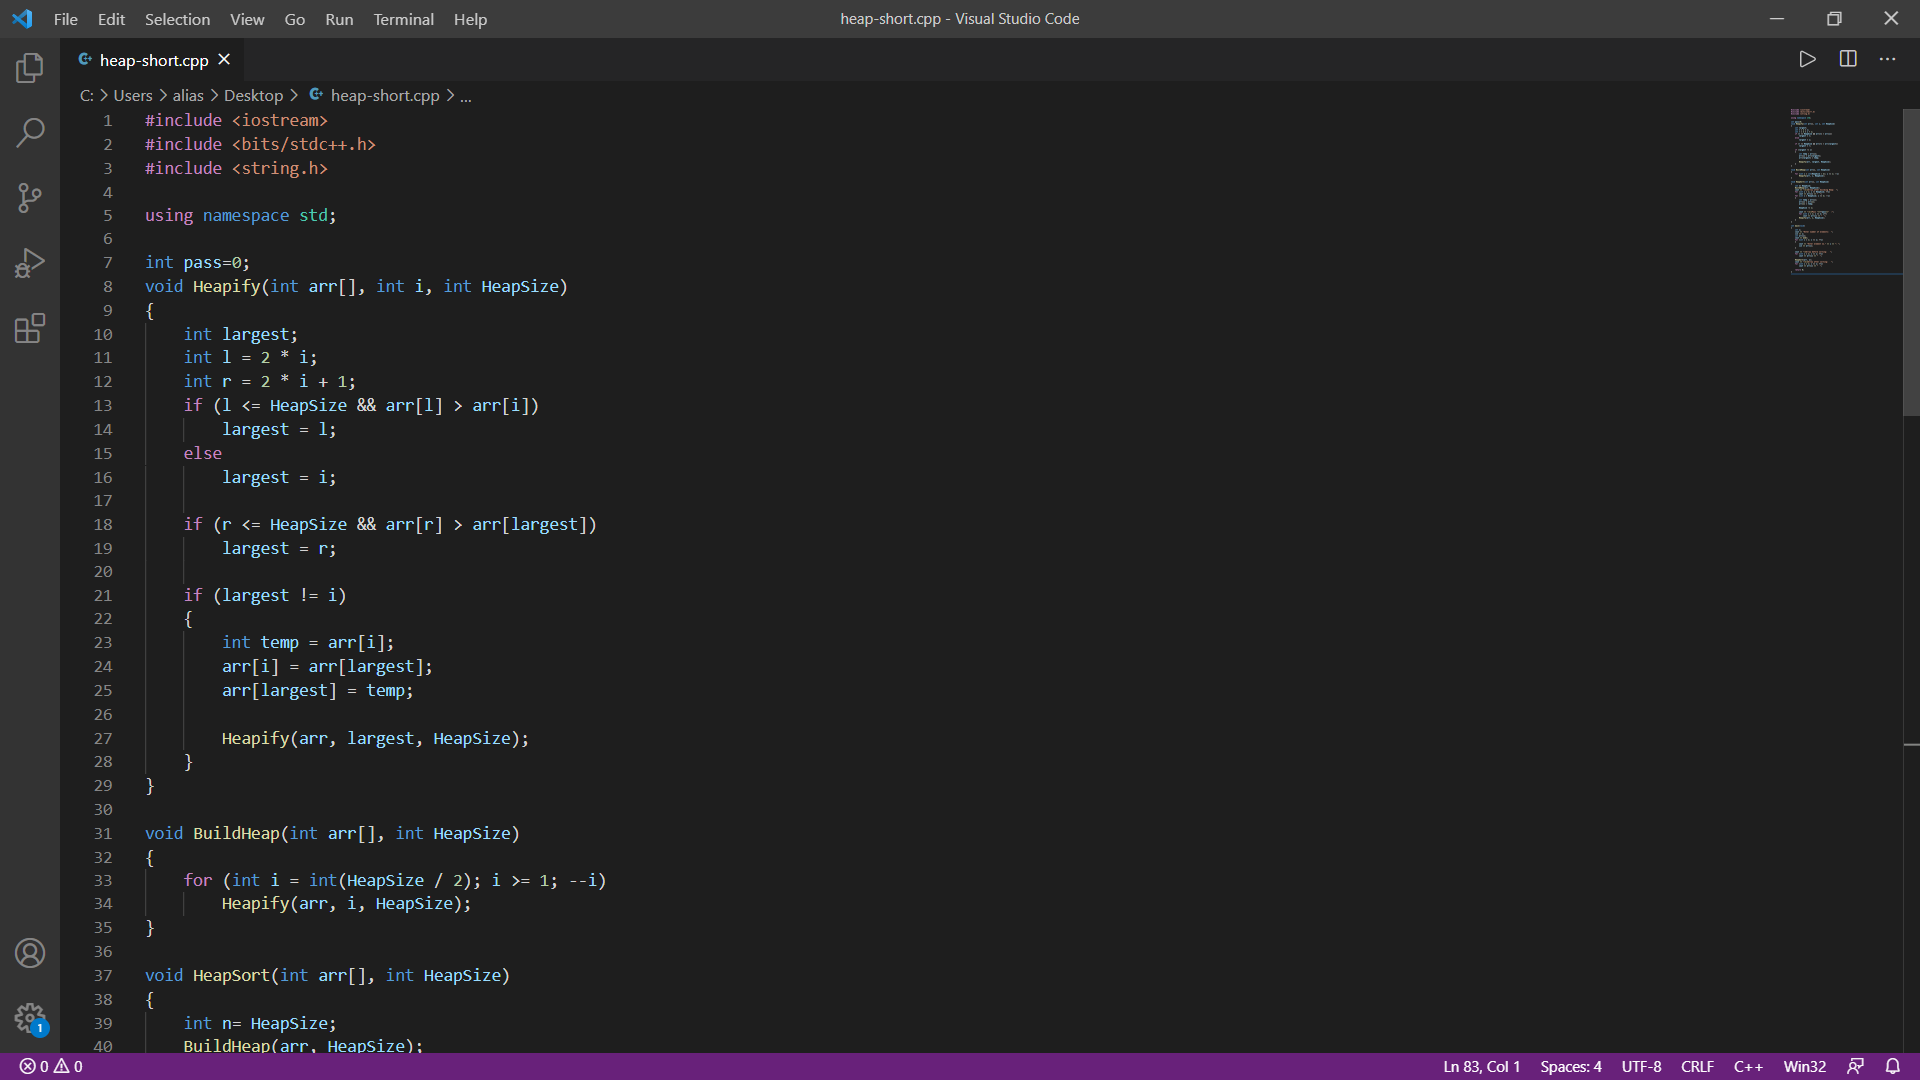 File Edit Selection View Go Run Terminal Help
heap-short.cpp - Visual Studio Code
heap-short.cpp
C: Users alias Desktop heap-short.cpp ...
1 #include <iostream>
2 #include <bits/stdc++.h>
3 #include <string.h>
4
5 using namespace std;
6
7 int pass=0;
8 void Heapify(int arr[], int i, int HeapSize)
9 {
10 int largest;
11 int l = 2 * i;
12 int r = 2 * i + 1;
13 if (l <= HeapSize && arr[l] > arr[i])
14 largest = l;
15 else
16 largest = i;
17
18 if (r <= HeapSize && arr[r] > arr[largest])
19 largest = r;
20
21 if (largest != i)
22 {
23 int temp = arr[i];
24 arr[i] = arr[largest];
25 arr[largest] = temp;
26
27 Heapify(arr, largest, HeapSize);
28 }
29 }
30
31 void BuildHeap(int arr[], int HeapSize)
32 {
33 for (int i = int(HeapSize / 2); i >= 1; --i)
34 Heapify(arr, i, HeapSize);
35 }
36
37 void HeapSort(int arr[], int HeapSize)
38 {
39 int n= HeapSize;
40 BuildHeap(arr, HeapSize);
1
0 0
Ln 83, Col 1 Spaces: 4 UTF-8 CRLF C++ Win32